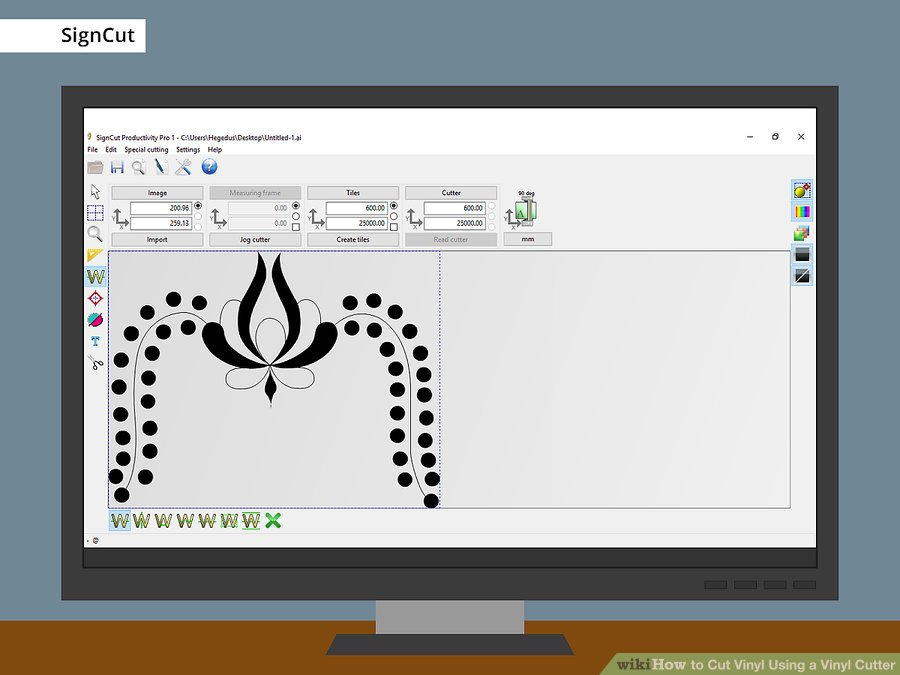 SignCut
SignCut Productivity Pro 1 - C:\Users\Hegedus\Desktop\Untitled-1.ai
File Edit Special cutting Settings Help
Image Measuring frame Tiles Cutter 90 deg
200.96 0.00 600.00 600.00
259.13 0.00 25000.00 25000.00
Import Jog cutter Create tiles Read cutter mm
wikiHow to Cut Vinyl Using a Vinyl Cutter